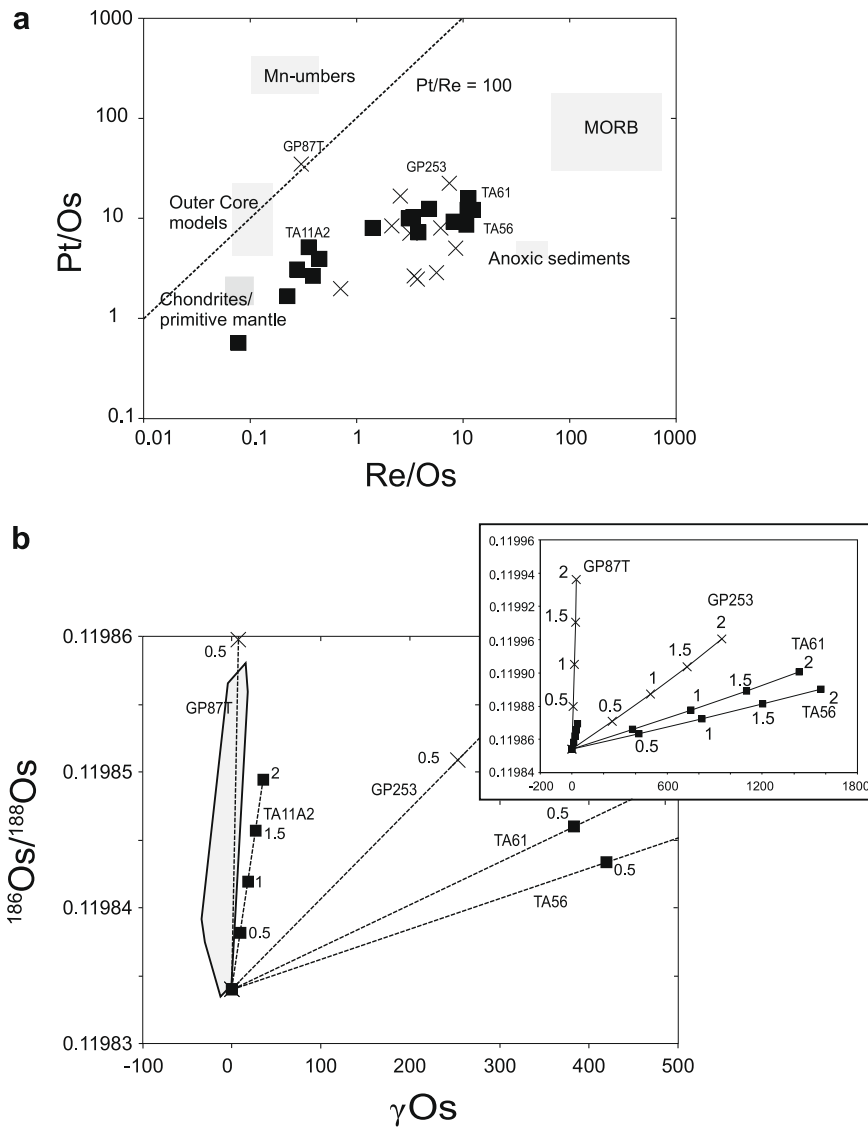 a
1000
100
10
1
0.1
Pt/Os
0.01
0.1
1
10
100
1000
Re/Os
Mn-umbers
Pt/Re = 100
MORB
GP87T
GP253
Outer Core
models
TA61
TA11A2
TA56
Anoxic sediments
Chondrites/
primitive mantle
b
0.11986
0.11985
0.11984
0.11983
186Os/188Os
-100
0
100
200
300
400
500
γOs
0.5
GP87T
2
TA11A2
1.5
1
0.5
0.5
GP253
0.5
TA61
0.5
TA56
0.11996
0.11994
0.11992
0.11996
0.11990
0.11988
0.11986
0.11984
-200
0
600
1200
1800
2
GP87T
1.5
1
0.5
GP253
2
1.5
1
0.5
TA61
2
1.5
1
2
TA56
1.5
1
0.5